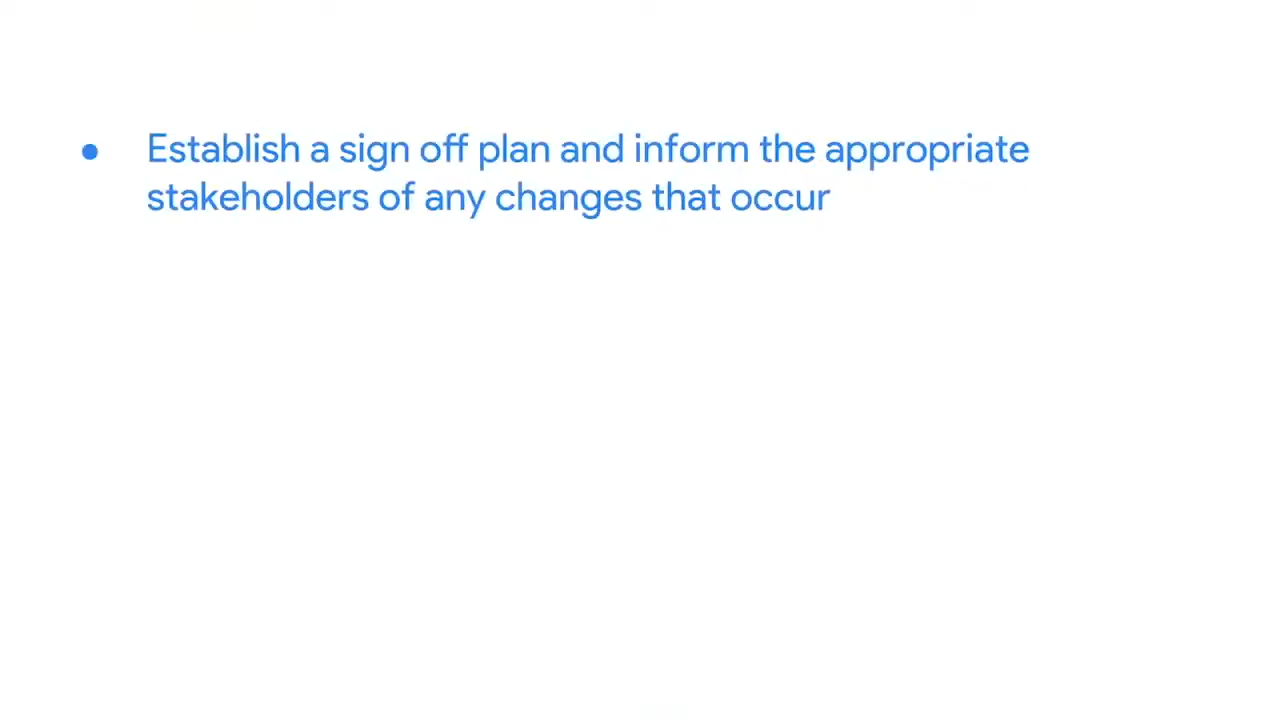 ● Establish a sign off plan and inform the appropriate
stakeholders of any changes that occur